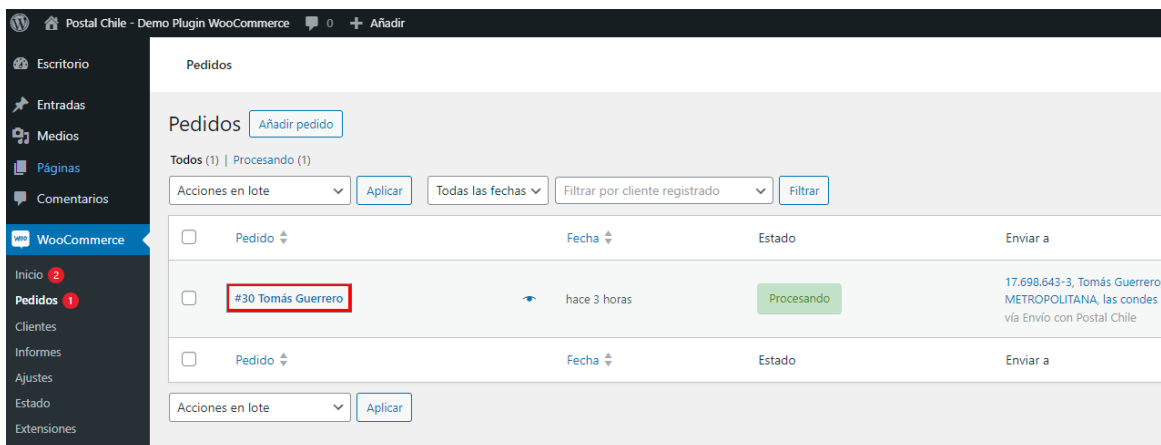 Postal Chile - Demo Plugin WooCommerce 0 + Añadir
Escritorio
Entradas
Medios
Páginas
Comentarios
woo WooCommerce
Inicio 2
Pedidos 1
Clientes
Informes
Ajustes
Estado
Extensiones
Pedidos
Pedidos Añadir pedido
Todos (1) | Procesando (1)
Acciones en lote Aplicar Todas las fechas Filtrar por cliente registrado Filtrar
Pedido Fecha Estado Enviar a
#30 Tomás Guerrero hace 3 horas Procesando 17.698.643-3, Tomás Guerrero
METROPOLITANA, las condes
vía Envío con Postal Chile
Pedido Fecha Estado Enviar a
Acciones en lote Aplicar